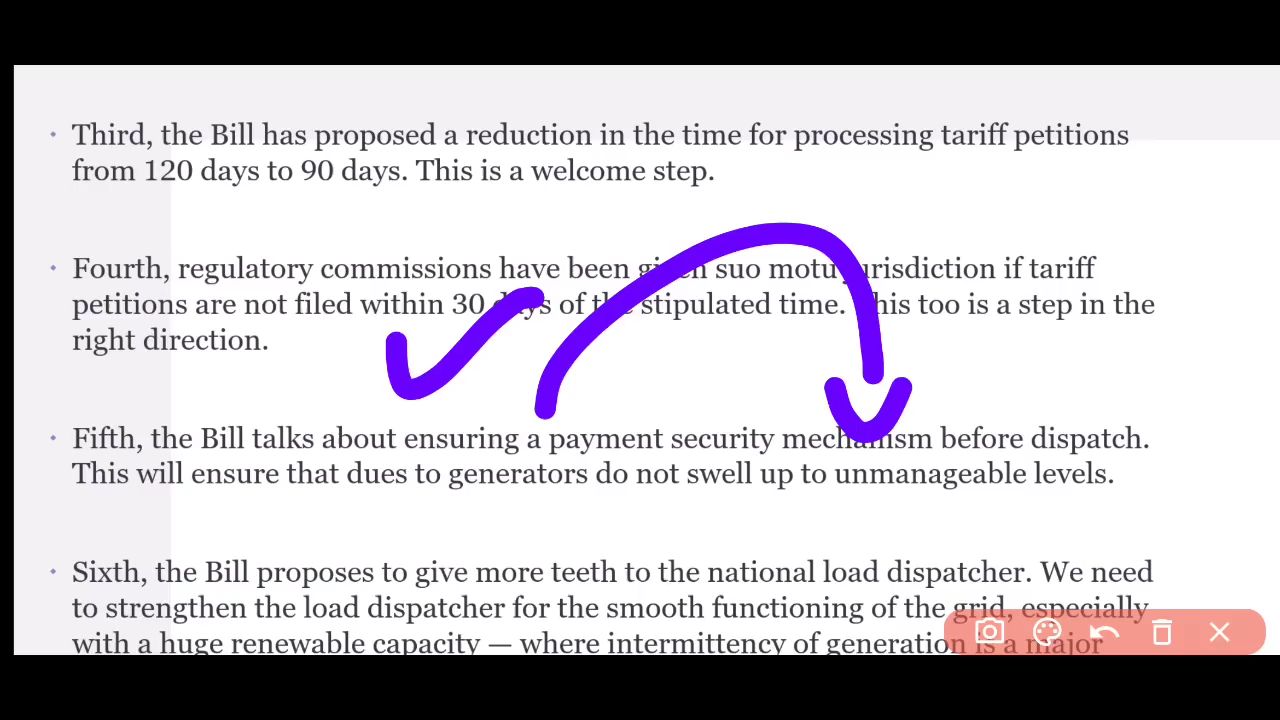 Third, the Bill has proposed a reduction in the time for processing tariff petitions
from 120 days to 90 days. This is a welcome step.
Fourth, regulatory commissions have been given suo motu jurisdiction if tariff
petitions are not filed within 30 days of the stipulated time. This too is a step in the
right direction.
Fifth, the Bill talks about ensuring a payment security mechanism before dispatch.
This will ensure that dues to generators do not swell up to unmanageable levels.
Sixth, the Bill proposes to give more teeth to the national load dispatcher. We need
to strengthen the load dispatcher for the smooth functioning of the grid, especially
with a huge renewable capacity — where intermittency of generation is a major